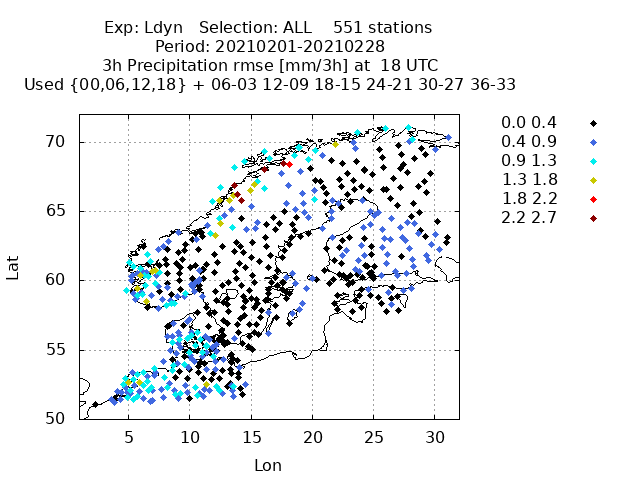 Exp: Ldyn   Selection: ALL    551 stations
Period: 20210201-20210228
3h Precipitation rmse [mm/3h] at  18 UTC
Used {00,06,12,18} + 06-03 12-09 18-15 24-21 30-27 36-33
0.0 0.4
0.4 0.9
0.9 1.3
1.3 1.8
1.8 2.2
2.2 2.7
70
65
60
55
50
Lat
5 10 15 20 25 30
Lon